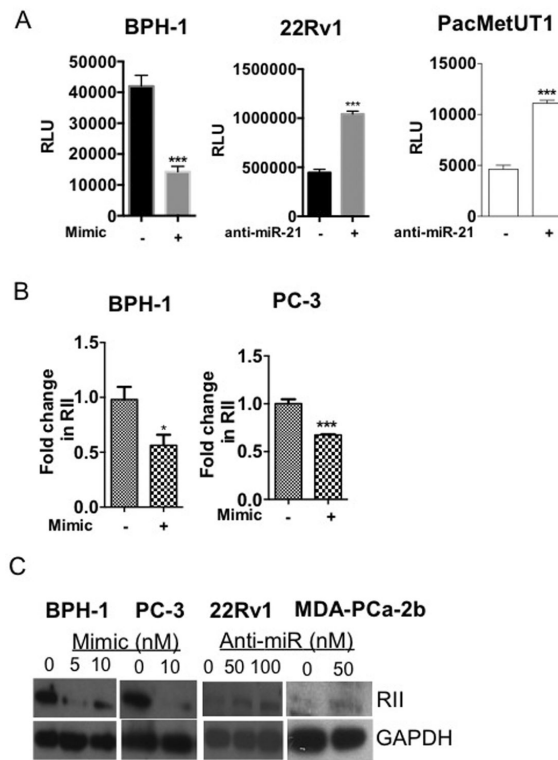 A
BPH-1
22Rv1
PacMetUT1
50000
40000
30000
20000
10000
0
RLU
***
Mimic - +
1500000
1000000
500000
0
RLU
***
anti-miR-21 - +
15000
10000
5000
0
RLU
***
anti-miR-21 - +
B
BPH-1
PC-3
1.5
1.0
0.5
0.0
Fold change
in RII
*
Mimic - +
1.5
1.0
0.5
0.0
Fold change
in RII
***
Mimic - +
C
BPH-1 PC-3 22Rv1 MDA-PCa-2b
Mimic (nM) Anti-miR (nM)
0 5 10 0 10 0 50 100 0 50
RII
GAPDH